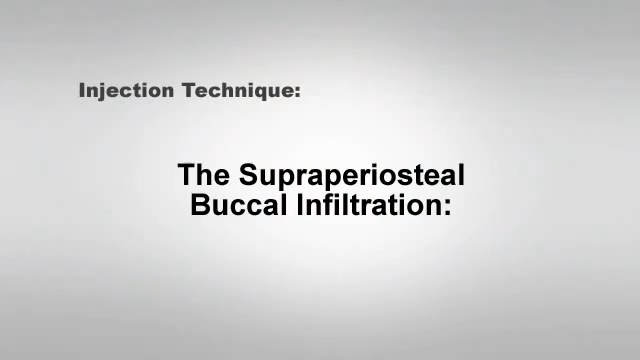 Injection Technique:
The Supraperiosteal
Buccal Infiltration: